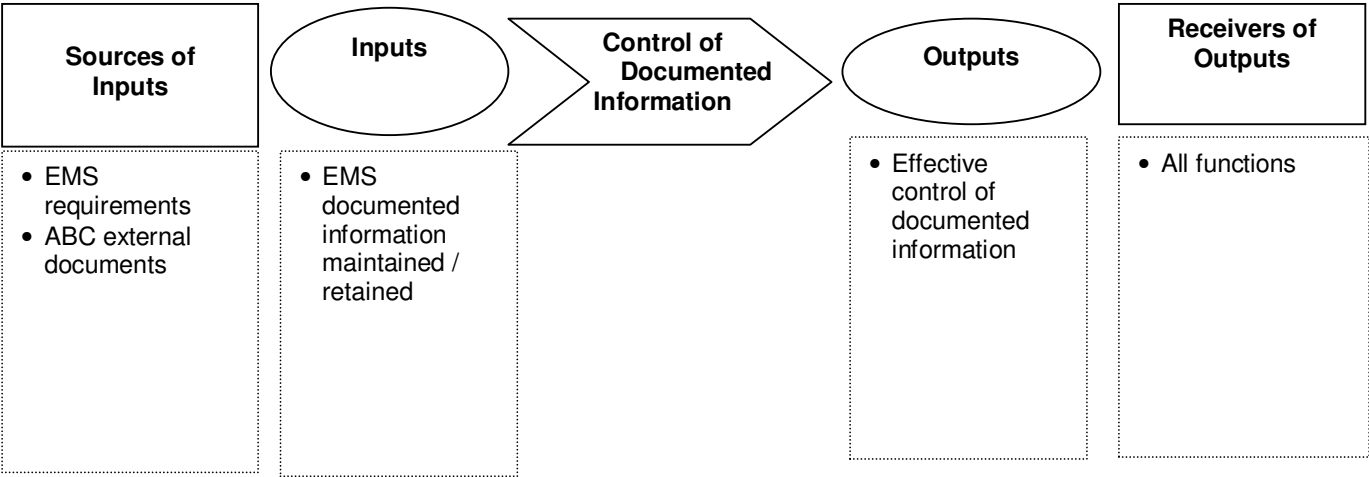 Sources of
Inputs
Inputs
Control of
Documented
Information
Outputs
Receivers of
Outputs
• EMS
requirements
• ABC external
documents
• EMS
documented
information
maintained /
retained
• Effective
control of
documented
information
• All functions